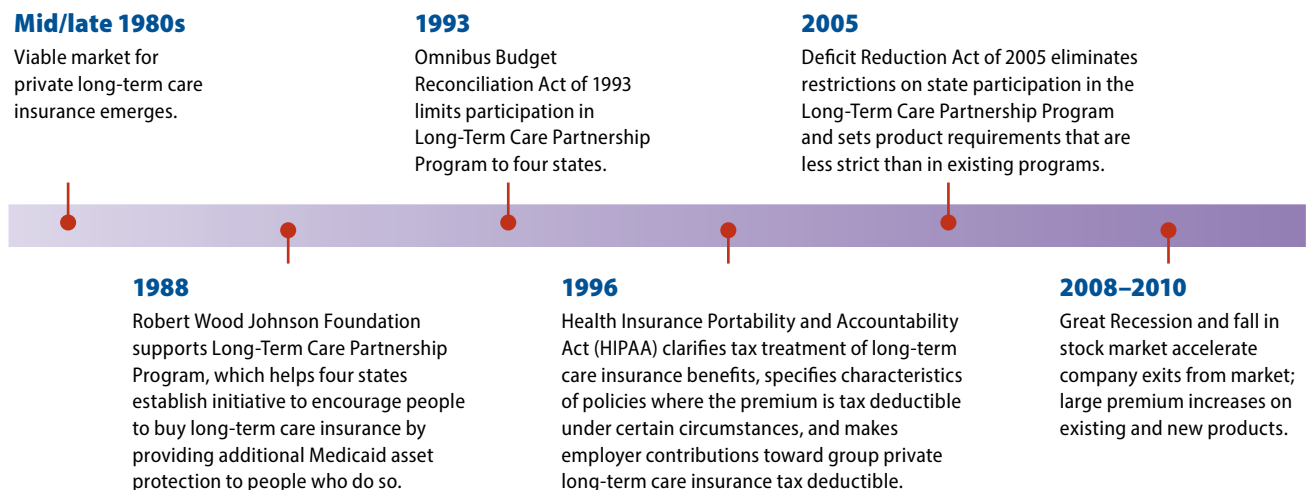 Mid/late 1980s
Viable market for
private long-term care
insurance emerges.
1993
Omnibus Budget
Reconciliation Act of 1993
limits participation in
Long-Term Care Partnership
Program to four states.
2005
Deficit Reduction Act of 2005 eliminates
restrictions on state participation in the
Long-Term Care Partnership Program
and sets product requirements that are
less strict than in existing programs.
1988
Robert Wood Johnson Foundation
supports Long-Term Care Partnership
Program, which helps four states
establish initiative to encourage people
to buy long-term care insurance by
providing additional Medicaid asset
protection to people who do so.
1996
Health Insurance Portability and Accountability
Act (HIPAA) clarifies tax treatment of long-term
care insurance benefits, specifies characteristics
of policies where the premium is tax deductible
under certain circumstances, and makes
employer contributions toward group private
long-term care insurance tax deductible.
2008–2010
Great Recession and fall in
stock market accelerate
company exits from market;
large premium increases on
existing and new products.